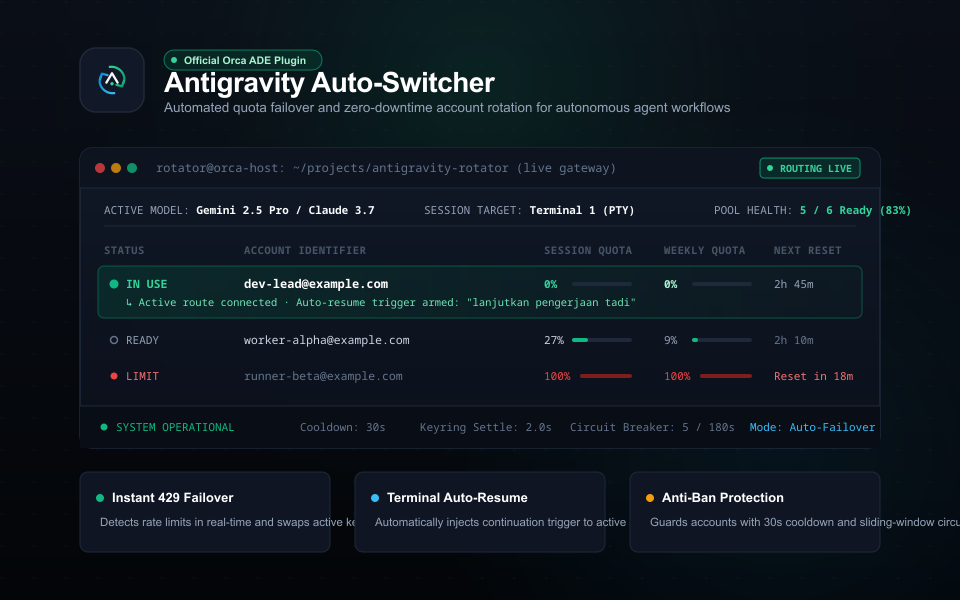 Official Orca ADE Plugin
Antigravity Auto-Switcher
Automated quota failover and zero-downtime account rotation for autonomous agent workflows
rotator@orca-host: ~/projects/antigravity-rotator (live gateway)
ROUTING LIVE
ACTIVE MODEL: Gemini 2.5 Pro / Claude 3.7 SESSION TARGET: Terminal 1 (PTY) POOL HEALTH: 5 / 6 Ready (83%)
STATUS ACCOUNT IDENTIFIER SESSION QUOTA WEEKLY QUOTA NEXT RESET
IN USE dev-lead@example.com 0% 0% 2h 45m
↳ Active route connected · Auto-resume trigger armed: "lanjutkan pengerjaan tadi"
READY worker-alpha@example.com 27% 9% 2h 10m
LIMIT runner-beta@example.com 100% 100% Reset in 18m
SYSTEM OPERATIONAL Cooldown: 30s Keyring Settle: 2.0s Circuit Breaker: 5 / 180s Mode: Auto-Failover
Instant 429 Failover
Detects rate limits in real-time and swaps active
Terminal Auto-Resume
Automatically injects continuation trigger to active
Anti-Ban Protection
Guards accounts with 30s cooldown and sliding-window